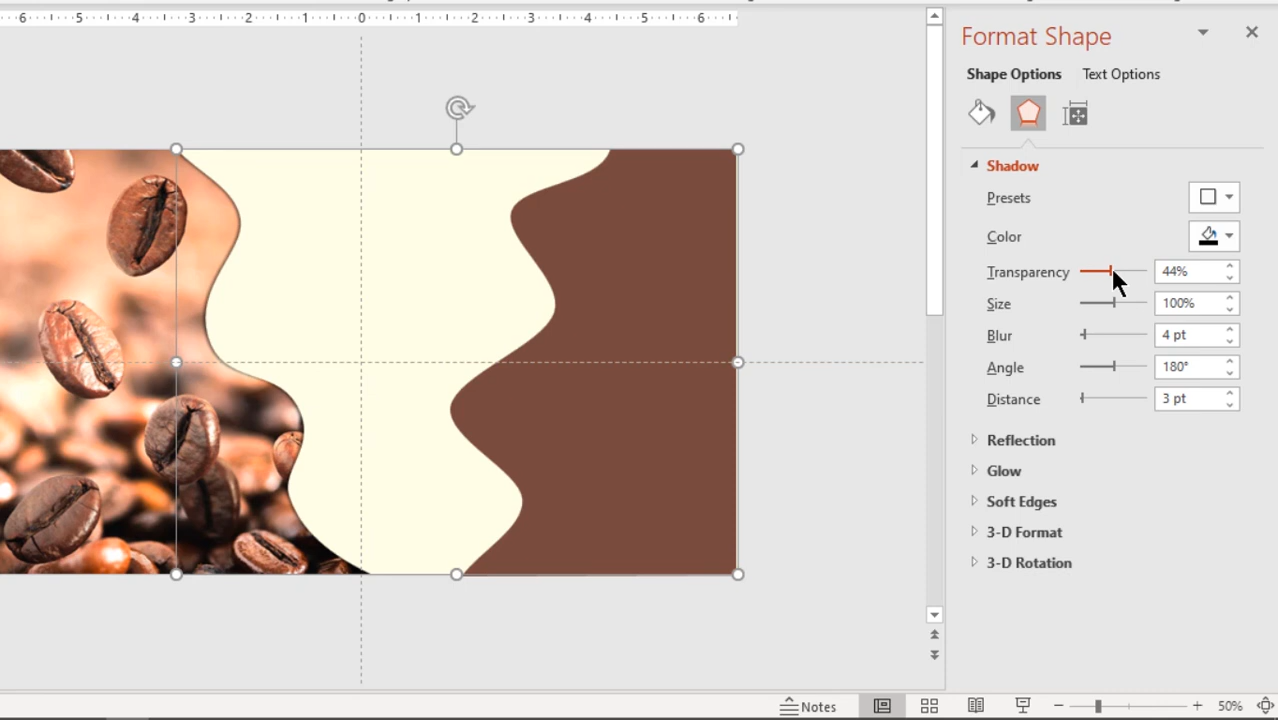 6 5 4 3 2 1 0 1 2 3 4 5 6
Format Shape
Shape Options Text Options
Shadow
Presets
Color
Transparency 44%
Size 100%
Blur 4 pt
Angle 180°
Distance 3 pt
Reflection
Glow
Soft Edges
3-D Format
3-D Rotation
Notes 50%